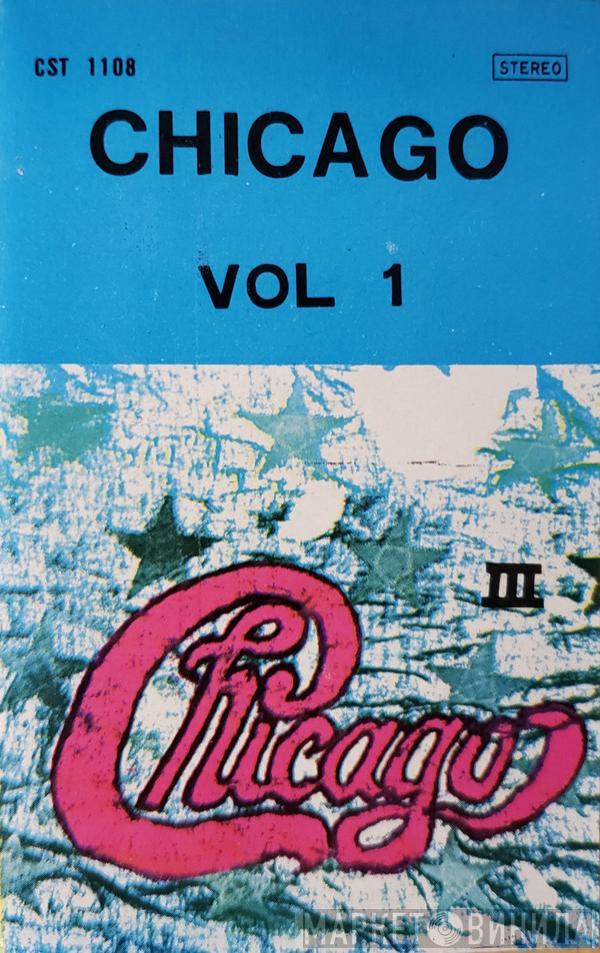 CST 1108
STEREO
CHICAGO
VOL 1
III
Chicago
МАРКЕТ ВИНИЛА